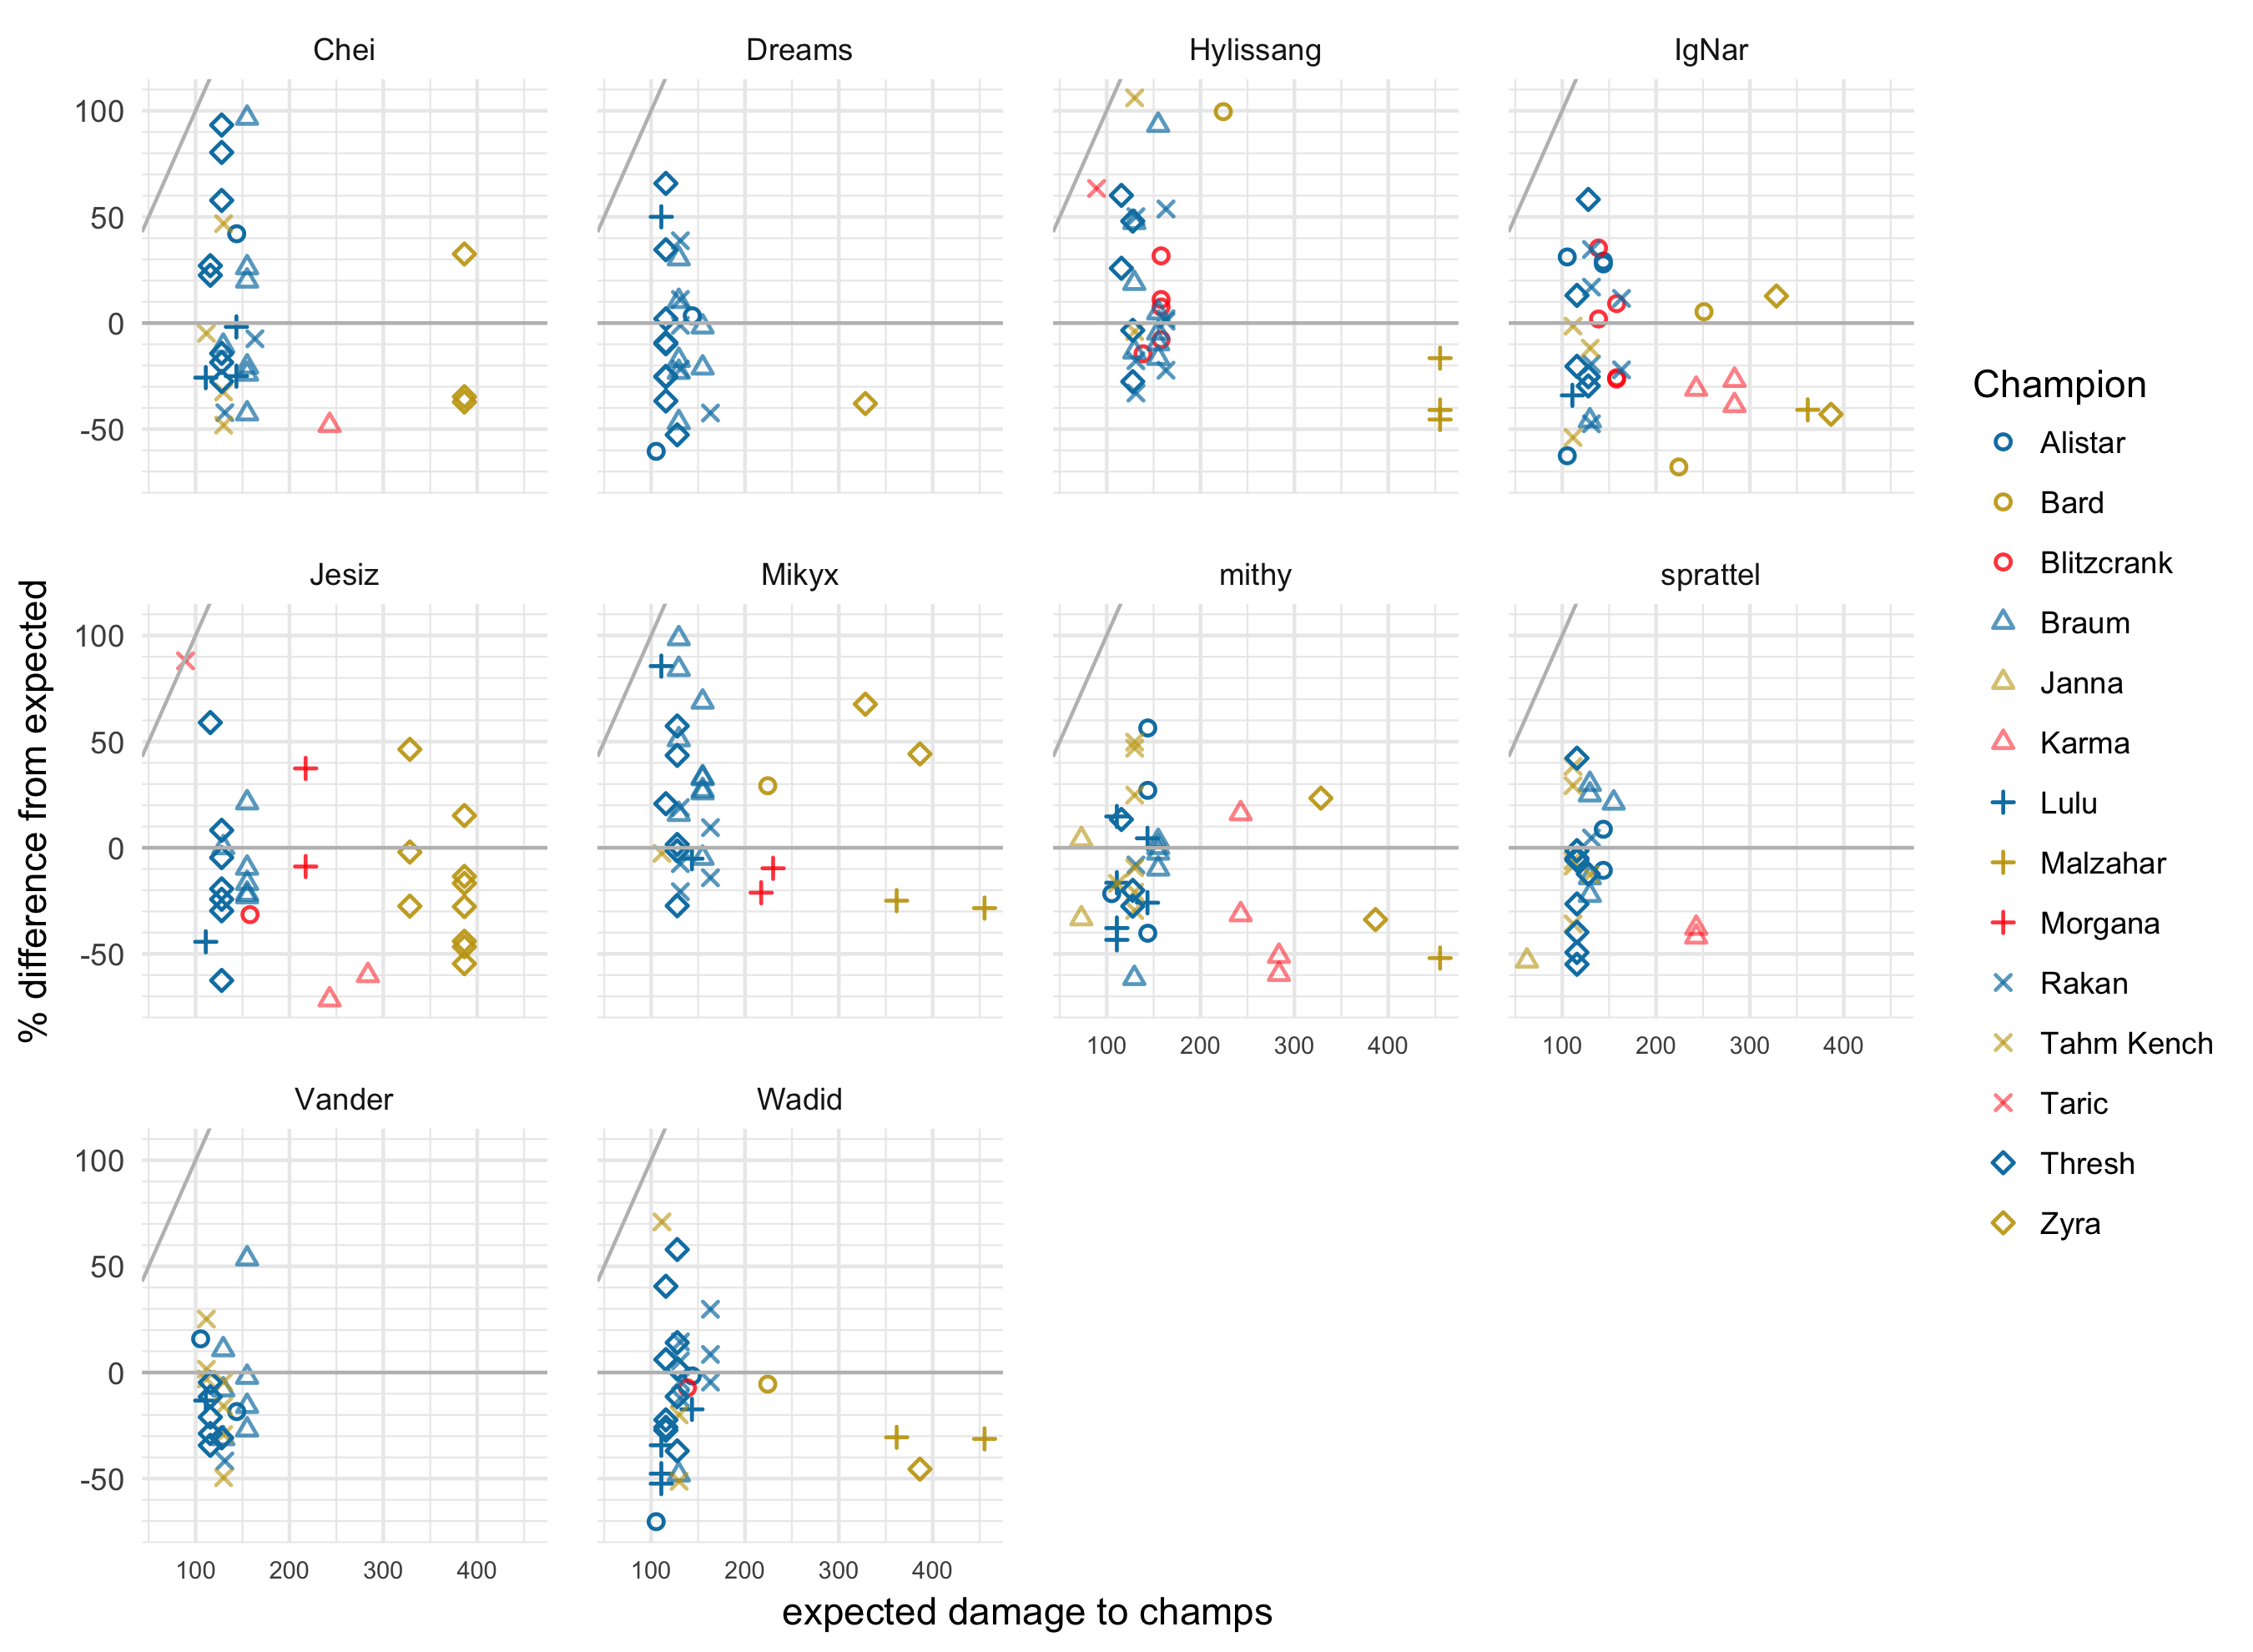 Chei Dreams Hylissang IgNar
100
50
0
-50
Jesiz Mikyx mithy sprattel
100
50
0
-50
100 200 300 400 100 200 300 400
Vander Wadid
100
50
0
-50
100 200 300 400 100 200 300 400
expected damage to champs
% difference from expected
Champion
Alistar
Bard
Blitzcrank
Braum
Janna
Karma
Lulu
Malzahar
Morgana
Rakan
Tahm Kench
Taric
Thresh
Zyra